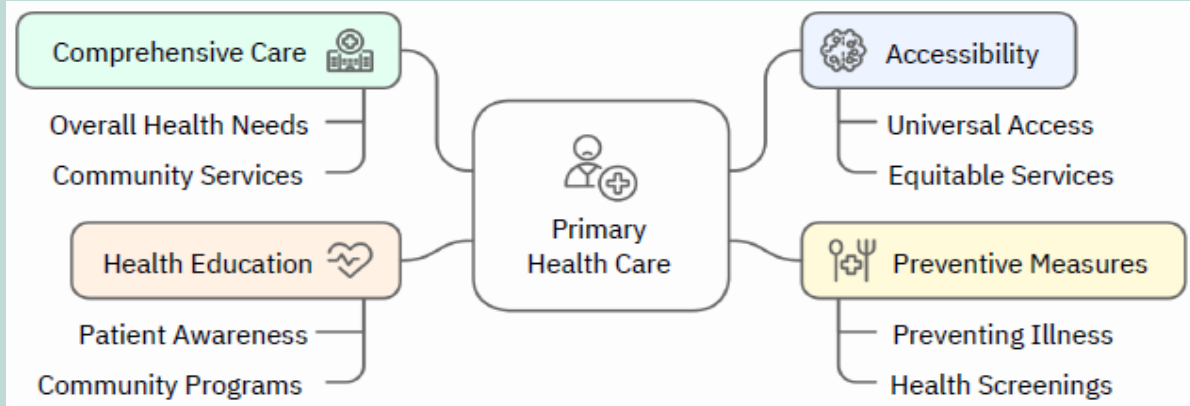 Comprehensive Care
Overall Health Needs
Community Services
Health Education
Patient Awareness
Community Programs
Primary
Health Care
Accessibility
Universal Access
Equitable Services
Preventive Measures
Preventing Illness
Health Screenings